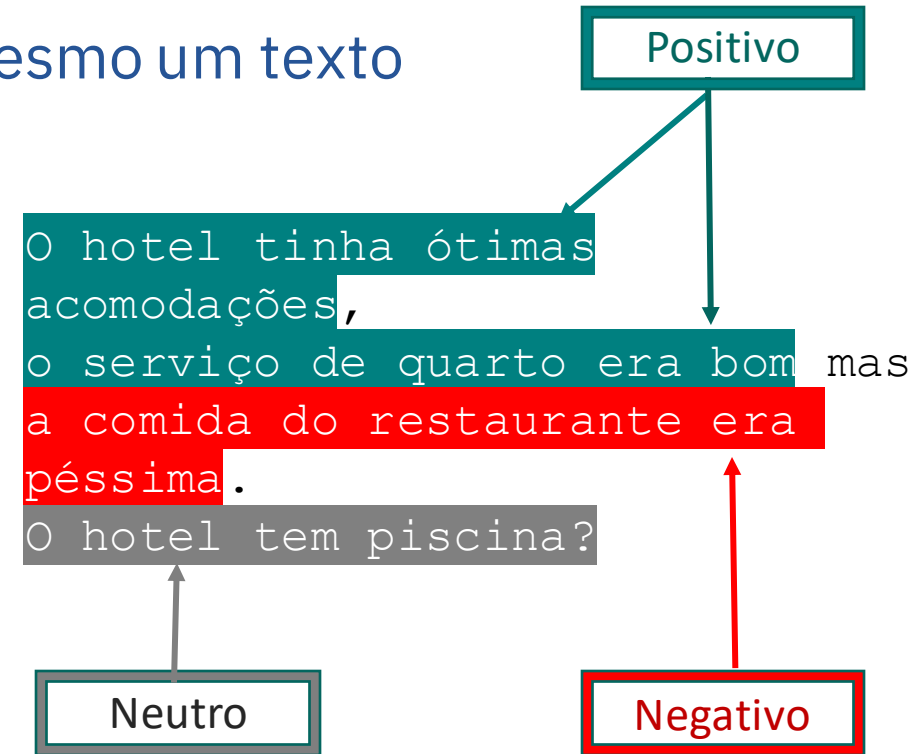 esmo um texto
Positivo
O hotel tinha ótimas
acomodações,
o serviço de quarto era bom mas
a comida do restaurante era
péssima.
O hotel tem piscina?
Neutro
Negativo